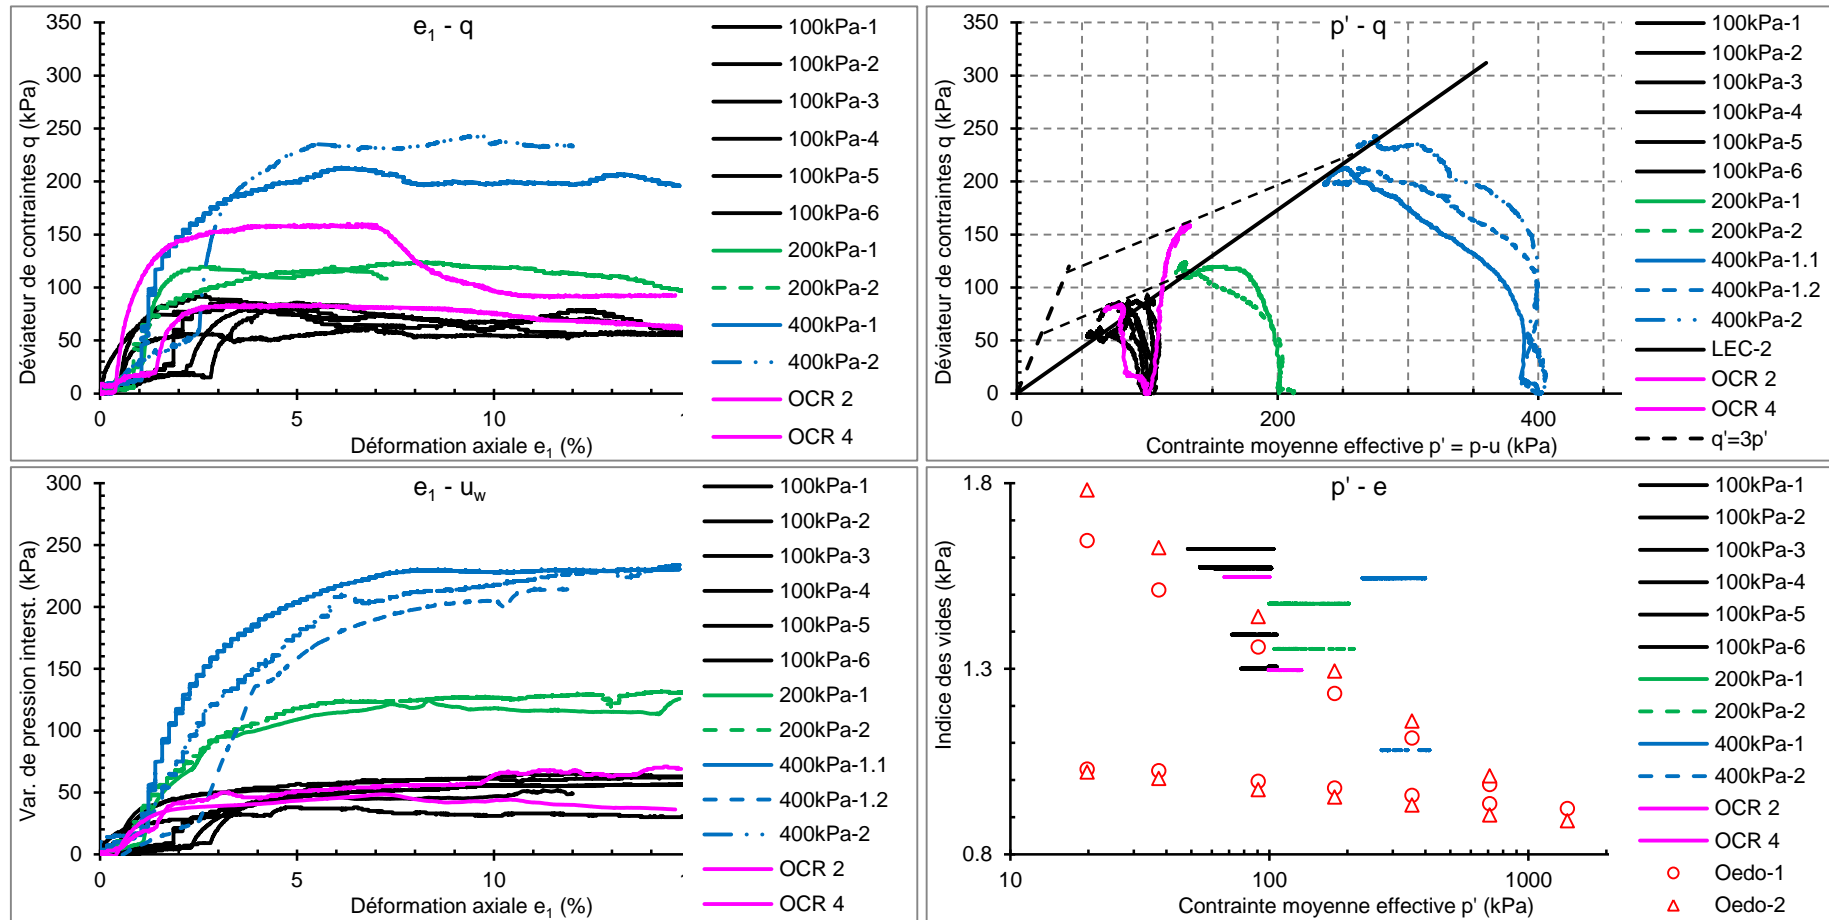 e1 - q
Déviateur de contraintes q (kPa)
350
300
250
200
150
100
50
0
0
5
10
1
Déformation axiale e1 (%)
100kPa-1
100kPa-2
100kPa-3
100kPa-4
100kPa-5
100kPa-6
200kPa-1
200kPa-2
400kPa-1
400kPa-2
OCR 2
OCR 4
p' - q
Déviateur de contraintes q (kPa)
350
300
250
200
150
100
50
0
0
200
400
Contrainte moyenne effective p' = p-u (kPa)
100kPa-1
100kPa-2
100kPa-3
100kPa-4
100kPa-5
100kPa-6
200kPa-1
200kPa-2
400kPa-1.1
400kPa-1.2
400kPa-2
LEC-2
OCR 2
OCR 4
q'=3p'
e1 - uw
Var. de pression interst. (kPa)
300
250
200
150
100
50
0
0
5
10
1
Déformation axiale e1 (%)
100kPa-1
100kPa-2
100kPa-3
100kPa-4
100kPa-5
100kPa-6
200kPa-1
200kPa-2
400kPa-1.1
400kPa-1.2
400kPa-2
OCR 2
OCR 4
p' - e
Indice des vides (kPa)
1.8
1.3
0.8
10
100
1000
Contrainte moyenne effective p' (kPa)
100kPa-1
100kPa-2
100kPa-3
100kPa-4
100kPa-5
100kPa-6
200kPa-1
200kPa-2
400kPa-1
400kPa-2
OCR 2
OCR 4
Oedo-1
Oedo-2